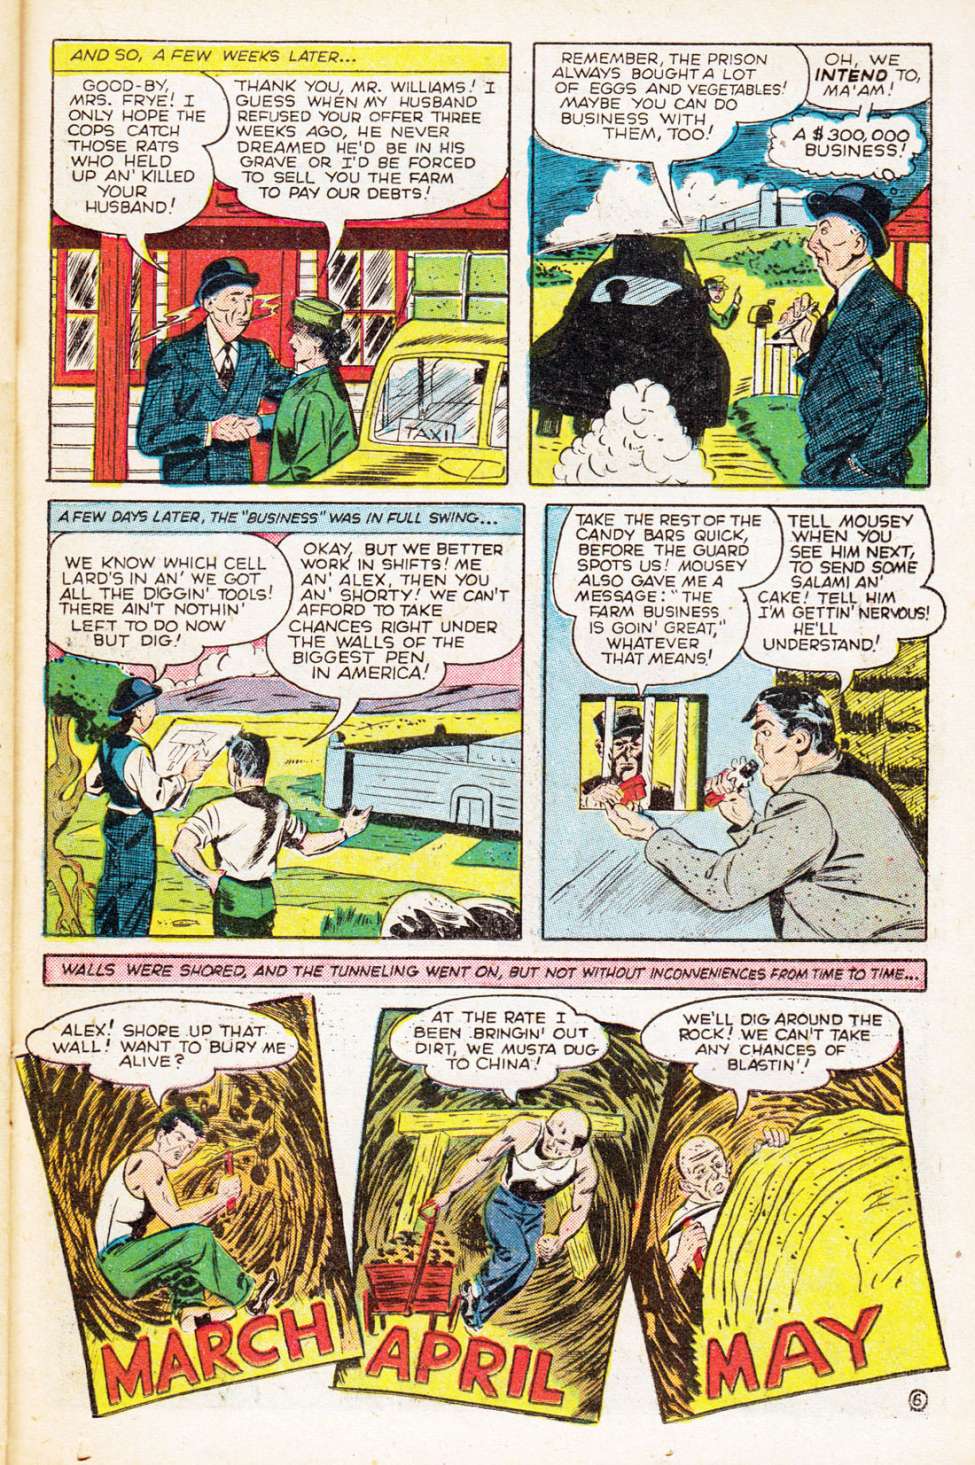 AND SO, A FEW WEEKS LATER...
GOOD-BY,
MRS. FRYE! I
ONLY HOPE THE
COPS CATCH
THOSE RATS
WHO HELD
UP AN' KILLED
YOUR
HUSBAND!
THANK YOU, MR. WILLIAMS! I
GUESS WHEN MY HUSBAND
REFUSED YOUR OFFER THREE
WEEKS AGO, HE NEVER
DREAMED HE'D BE IN HIS
GRAVE OR I'D BE FORCED
TO SELL YOU THE FARM
TO PAY OUR DEBTS!
TAXI
REMEMBER, THE PRISON
ALWAYS BOUGHT A LOT
OF EGGS AND VEGETABLES!
MAYBE YOU CAN DO
BUSINESS WITH
THEM, TOO!
OH, WE
INTEND TO,
MA'AM!
A $300,000
BUSINESS!
A FEW DAYS LATER, THE "BUSINESS" WAS IN FULL SWING...
WE KNOW WHICH CELL
LARD'S IN AN' WE GOT
ALL THE DIGGIN' TOOLS!
THERE AIN'T NOTHIN'
LEFT TO DO NOW
BUT DIG!
OKAY, BUT WE BETTER
WORK IN SHIFTS! ME
AN' ALEX, THEN YOU
AN' SHORTY! WE CAN'T
AFFORD TO TAKE
CHANCES RIGHT UNDER
THE WALLS OF THE
BIGGEST PEN
IN AMERICA!
TAKE THE REST OF THE
CANDY BARS QUICK,
BEFORE THE GUARD
SPOTS US! MOUSEY
ALSO GAVE ME A
MESSAGE: "THE
FARM BUSINESS
IS GOIN' GREAT,"
WHATEVER
THAT MEANS!
TELL MOUSEY
WHEN YOU
SEE HIM NEXT,
TO SEND SOME
SALAMI AN'
CAKE! TELL HIM
I'M GETTIN' NERVOUS!
HE'LL
UNDERSTAND!
WALLS WERE SHORED, AND THE TUNNELING WENT ON, BUT NOT WITHOUT INCONVENIENCES FROM TIME TO TIME...
ALEX! SHORE UP THAT
WALL! WANT TO BURY ME
ALIVE?
MARCH
AT THE RATE I
BEEN BRINGIN' OUT
DIRT, WE MUSTA DUG
TO CHINA!
APRIL
WE'LL DIG AROUND THE
ROCK! WE CAN'T TAKE
ANY CHANCES OF
BLASTIN'!
MAY
6